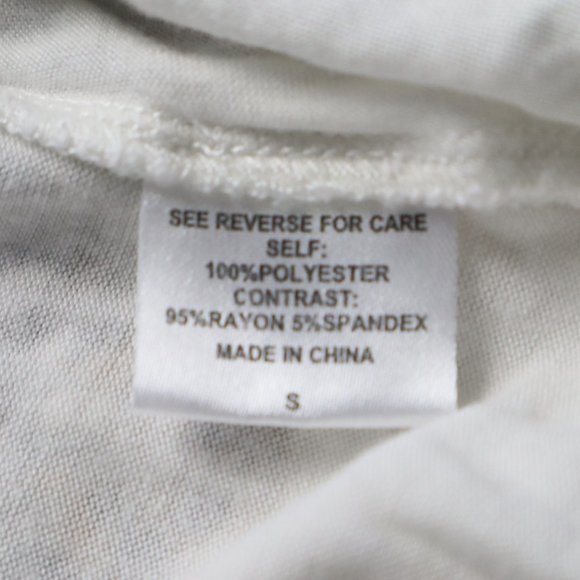 SEE REVERSE FOR CARE
SELF:
100%POLYESTER
CONTRAST:
95%RAYON 5%SPANDEX
MADE IN CHINA
S